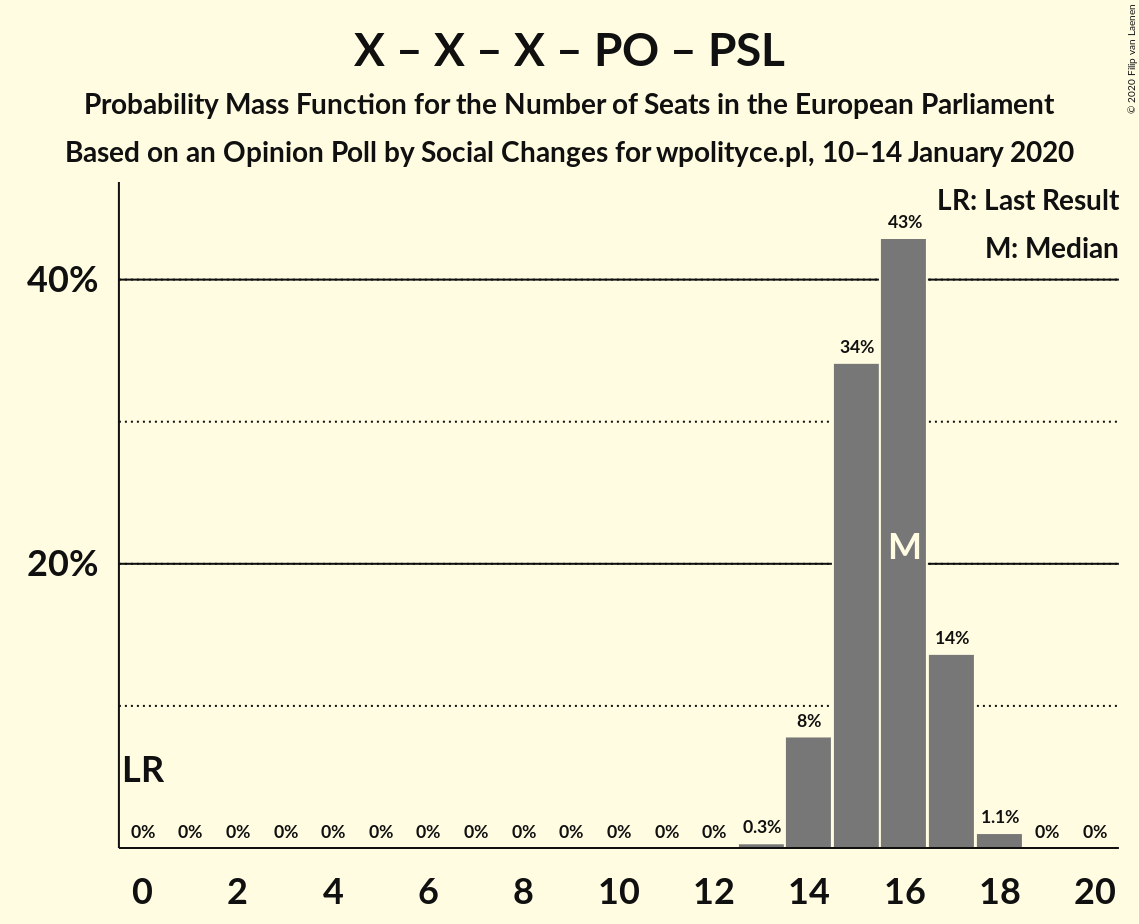 X – X – X – PO – PSL
Probability Mass Function for the Number of Seats in the European Parliament
Based on an Opinion Poll by Social Changes for wpolityce.pl, 10–14 January 2020
© 2020 Filip van Laenen
LR: Last Result
M: Median
43%
40%
34%
20%
M
14%
8%
LR
0% 0% 0% 0% 0% 0% 0% 0% 0% 0% 0% 0% 0% 0.3% 1.1% 0% 0%
0 2 4 6 8 10 12 14 16 18 20